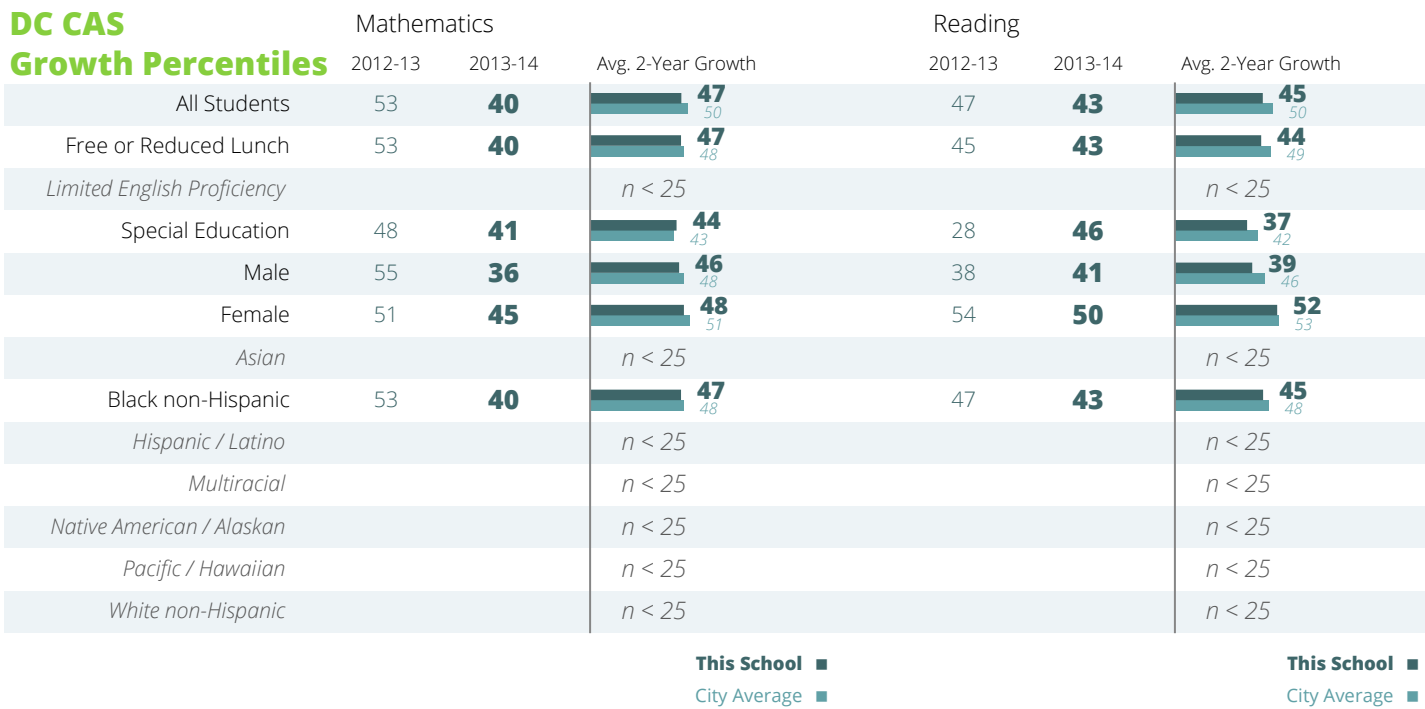 DC CAS
Growth Percentiles
Mathematics
Reading
2012-13 2013-14 Avg. 2-Year Growth 2012-13 2013-14 Avg. 2-Year Growth
All Students 53 40 47 50 47 43 45 50
Free or Reduced Lunch 53 40 47 48 45 43 44 49
Limited English Proficiency n < 25 n < 25
Special Education 48 41 44 43 28 46 37 42
Male 55 36 46 48 38 41 39 46
Female 51 45 48 51 54 50 52 53
Asian n < 25 n < 25
Black non-Hispanic 53 40 47 48 47 43 45 48
Hispanic / Latino n < 25 n < 25
Multiracial n < 25 n < 25
Native American / Alaskan n < 25 n < 25
Pacific / Hawaiian n < 25 n < 25
White non-Hispanic n < 25 n < 25
This School This School
City Average City Average